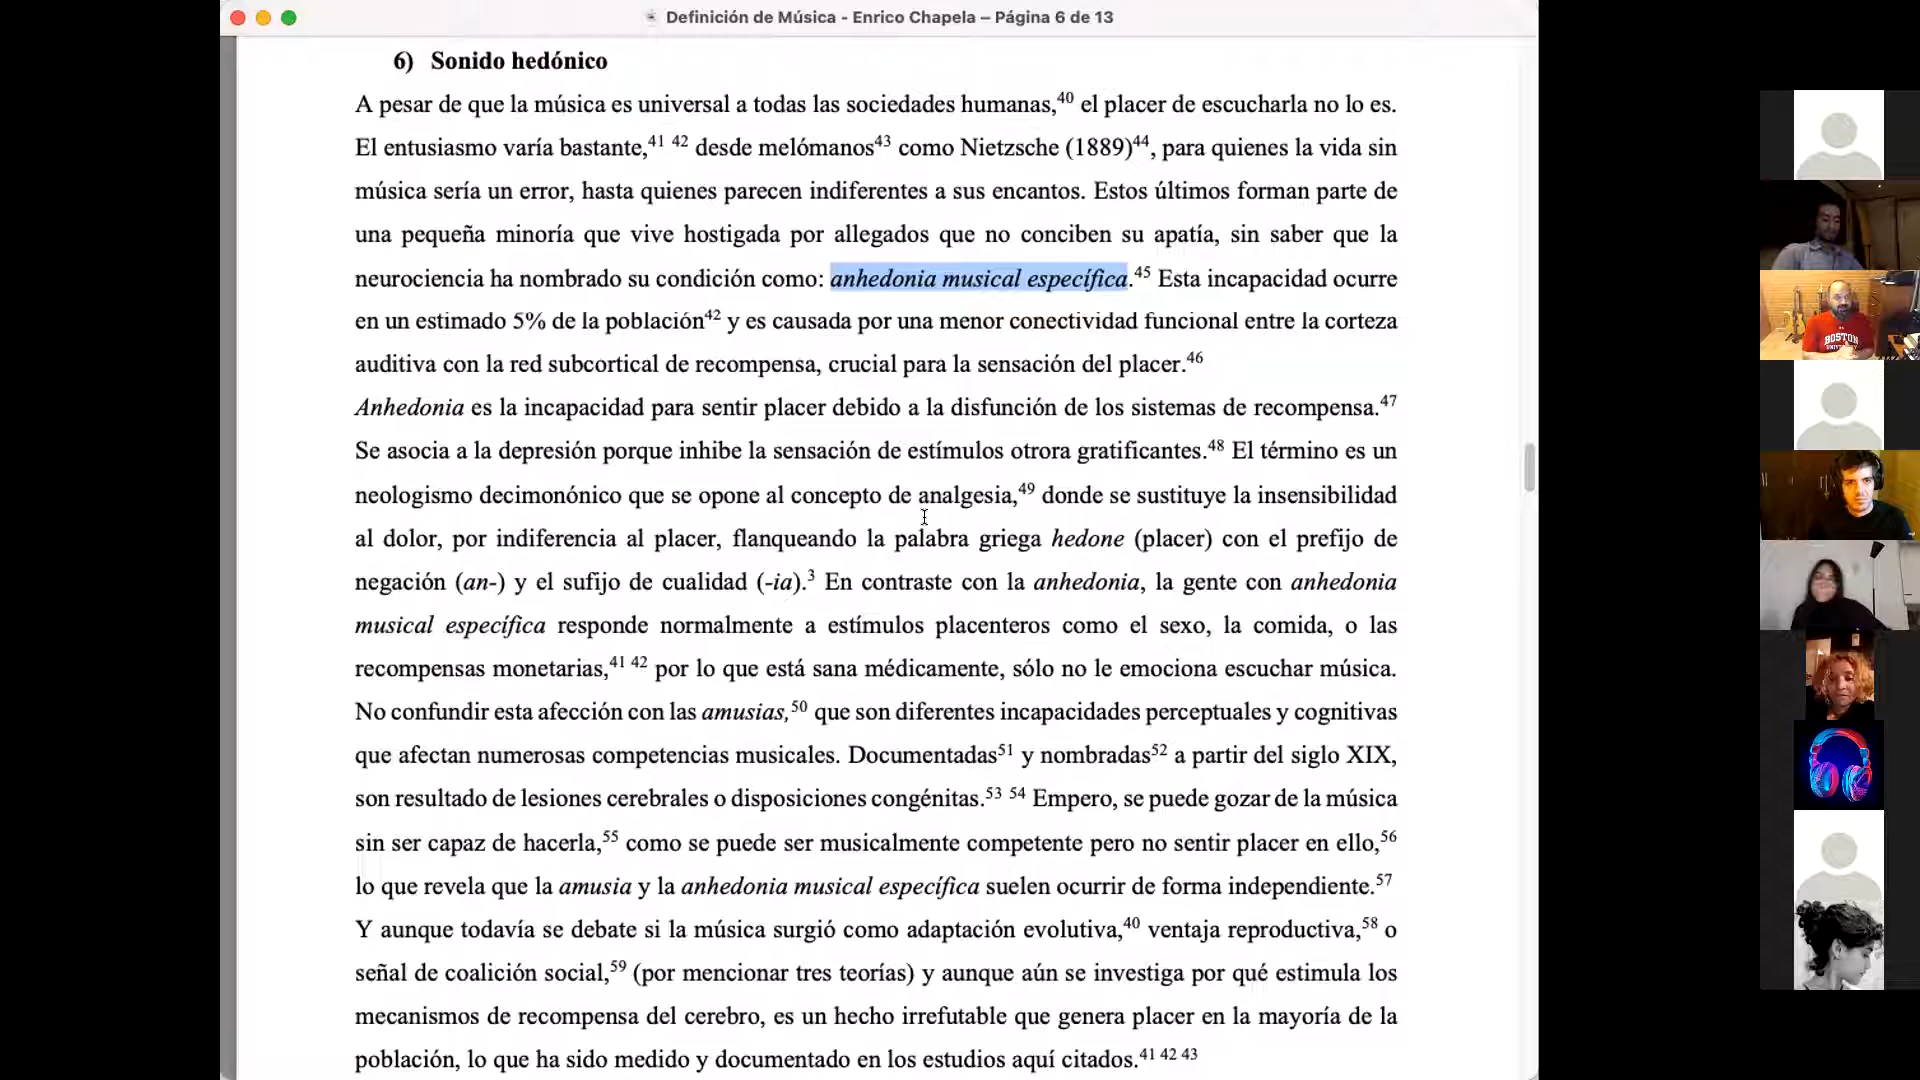 Definición de Música - Enrico Chapela – Página 6 de 13
6) Sonido hedónico
A pesar de que la música es universal a todas las sociedades humanas,40 el placer de escucharla no lo es.
El entusiasmo varía bastante,41 42 desde melómanos43 como Nietzsche (1889)44, para quienes la vida sin
música sería un error, hasta quienes parecen indiferentes a sus encantos. Estos últimos forman parte de
una pequeña minoría que vive hostigada por allegados que no conciben su apatía, sin saber que la
neurociencia ha nombrado su condición como: anhedonia musical específica.45 Esta incapacidad ocurre
en un estimado 5% de la población42 y es causada por una menor conectividad funcional entre la corteza
auditiva con la red subcortical de recompensa, crucial para la sensación del placer.46
Anhedonia es la incapacidad para sentir placer debido a la disfunción de los sistemas de recompensa.47
Se asocia a la depresión porque inhibe la sensación de estímulos otrora gratificantes.48 El término es un
neologismo decimonónico que se opone al concepto de analgesia,49 donde se sustituye la insensibilidad
al dolor, por indiferencia al placer, flanqueando la palabra griega hedone (placer) con el prefijo de
negación (an-) y el sufijo de cualidad (-ia).3 En contraste con la anhedonia, la gente con anhedonia
musical específica responde normalmente a estímulos placenteros como el sexo, la comida, o las
recompensas monetarias,41 42 por lo que está sana médicamente, sólo no le emociona escuchar música.
No confundir esta afección con las amusias,50 que son diferentes incapacidades perceptuales y cognitivas
que afectan numerosas competencias musicales. Documentadas51 y nombradas52 a partir del siglo XIX,
son resultado de lesiones cerebrales o disposiciones congénitas.53 54 Empero, se puede gozar de la música
sin ser capaz de hacerla,55 como se puede ser musicalmente competente pero no sentir placer en ello,56
lo que revela que la amusia y la anhedonia musical específica suelen ocurrir de forma independiente.57
Y aunque todavía se debate si la música surgió como adaptación evolutiva,40 ventaja reproductiva,58 o
señal de coalición social,59 (por mencionar tres teorías) y aunque aún se investiga por qué estimula los
mecanismos de recompensa del cerebro, es un hecho irrefutable que genera placer en la mayoría de la
población, lo que ha sido medido y documentado en los estudios aquí citados.41 42 43
BOSTON